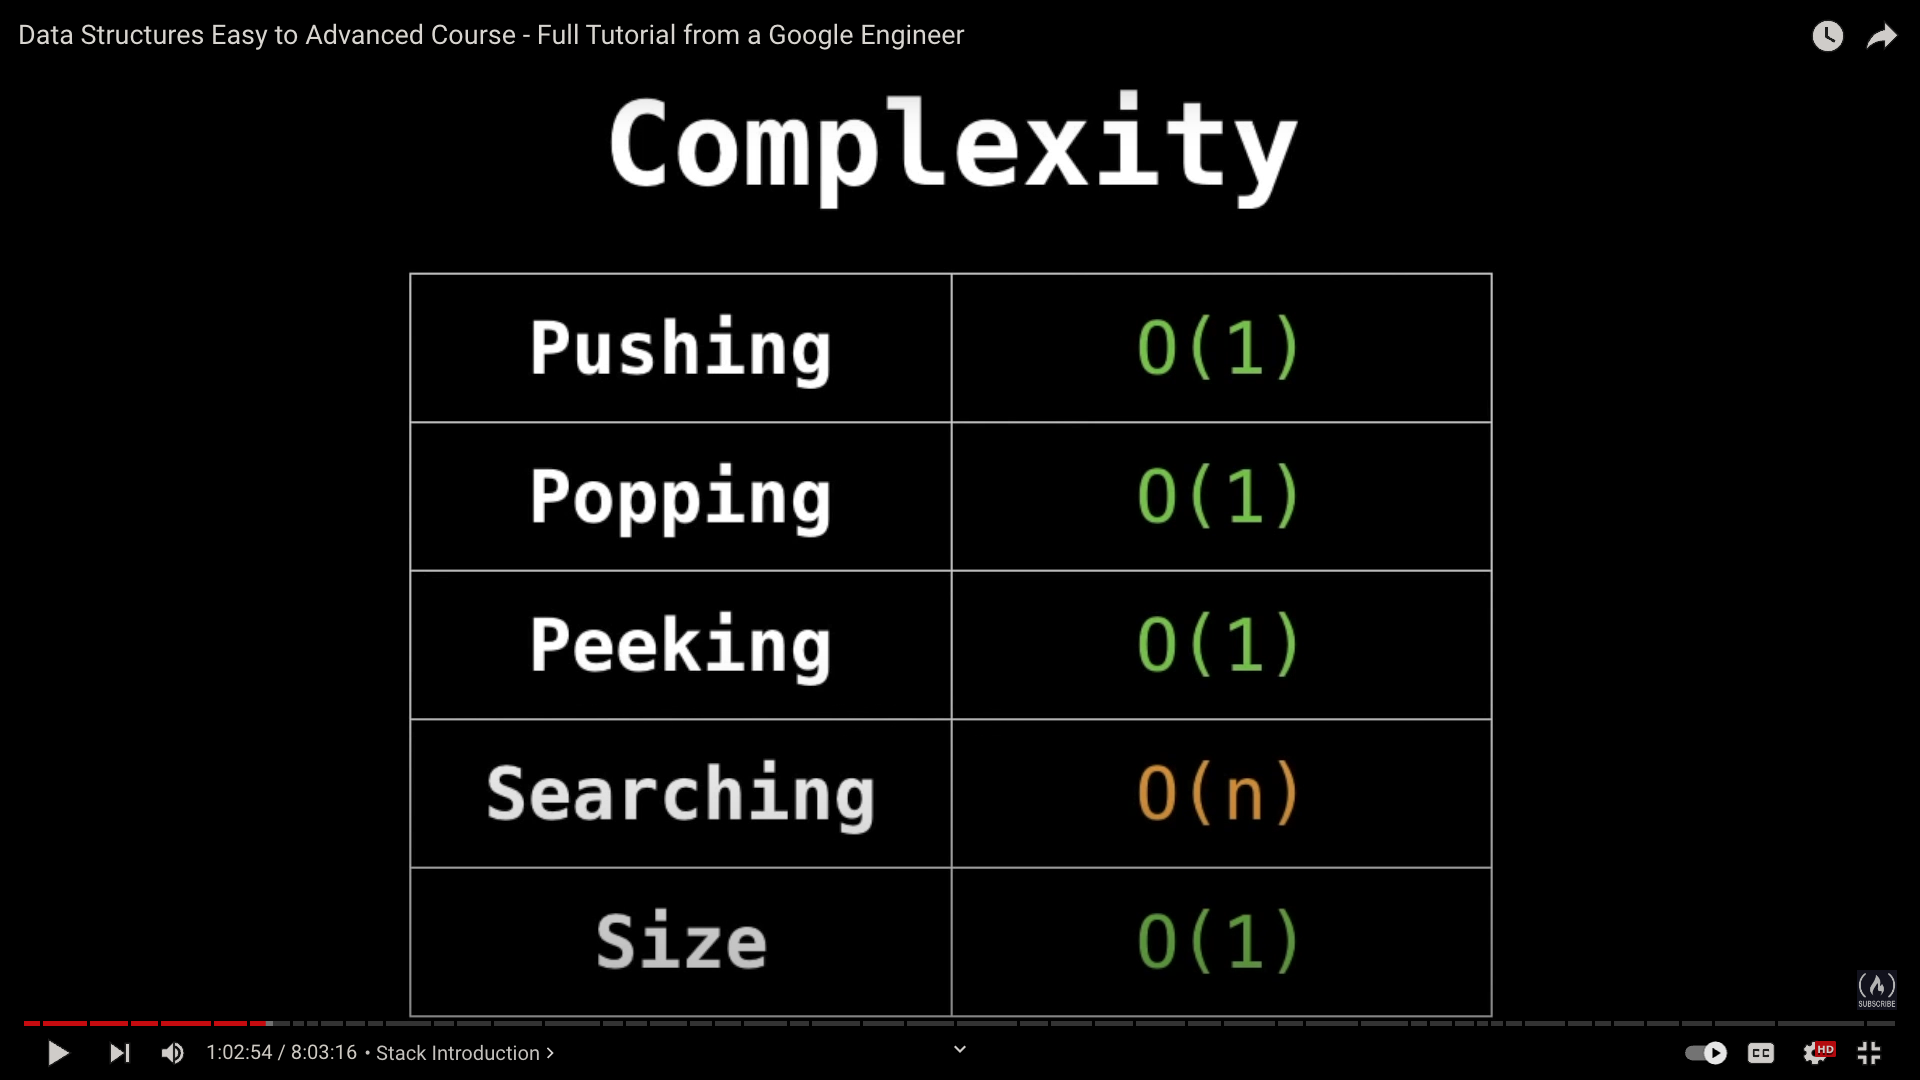 Data Structures Easy to Advanced Course - Full Tutorial from a Google Engineer
Complexity
Pushing O(1)
Popping O(1)
Peeking O(1)
Searching O(n)
Size O(1)
SUBSCRIBE
1:02:54 / 8:03:16 • Stack Introduction >
CC
HD